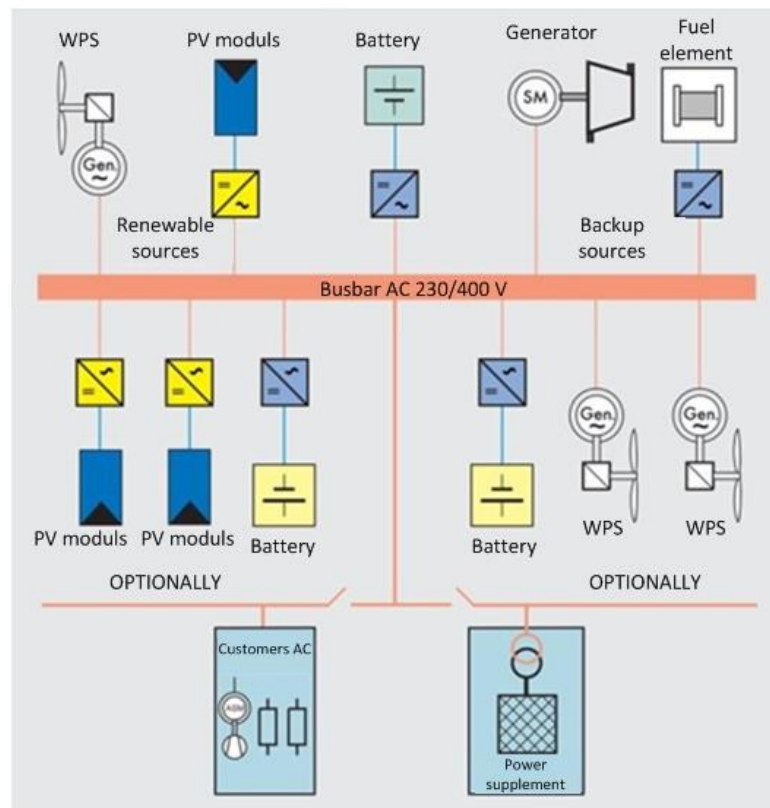 WPS
PV moduls
Battery
Generator
Fuel
element
SM
Gen.
Renewable
sources
Backup
sources
Busbar AC 230/400 V
Gen.
Gen.
PV moduls
PV moduls
Battery
Battery
WPS
WPS
OPTIONALLY
OPTIONALLY
Customers AC
ASM
Power
supplement